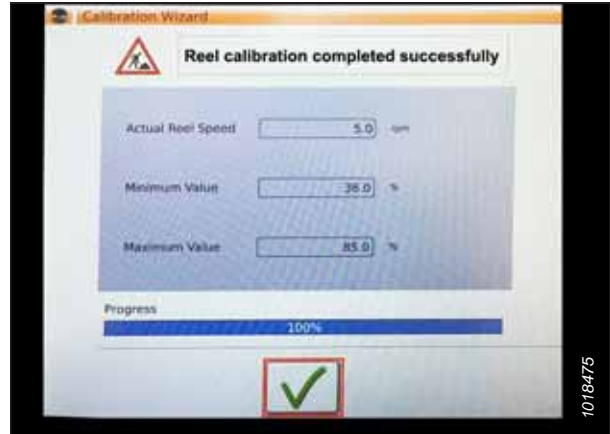 Calibration Wizard
Reel calibration completed successfully
Actual Reel Speed 5.0 rpm
Minimum Value 36.0 %
Maximum Value 85.0 %
Progress
100%
1018475